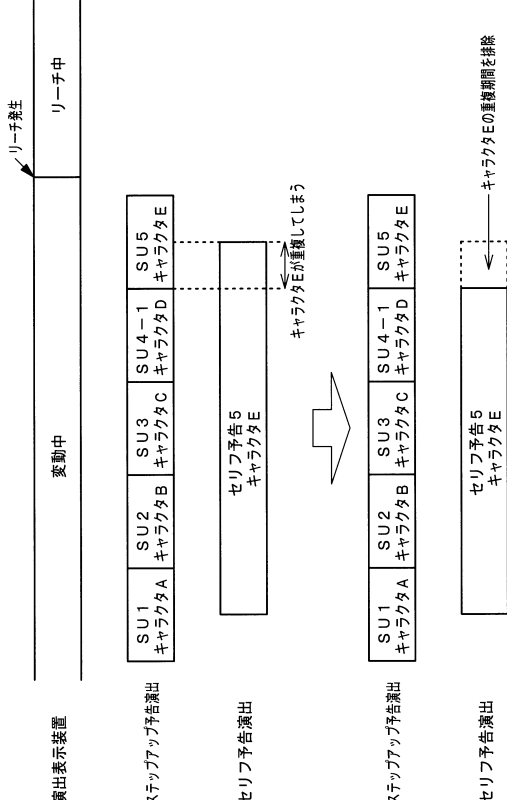 リーチ発生
演出表示装置
変動中
リーチ中
ステップアップ予告演出
SU1
キャラクタA
SU2
キャラクタB
SU3
キャラクタC
SU4-1
キャラクタD
SU5
キャラクタE
セリフ予告演出
セリフ予告5
キャラクタE
キャラクタEが重複してしまう
ステップアップ予告演出
SU1
キャラクタA
SU2
キャラクタB
SU3
キャラクタC
SU4-1
キャラクタD
SU5
キャラクタE
セリフ予告演出
セリフ予告5
キャラクタE
キャラクタEの重複期間を排除